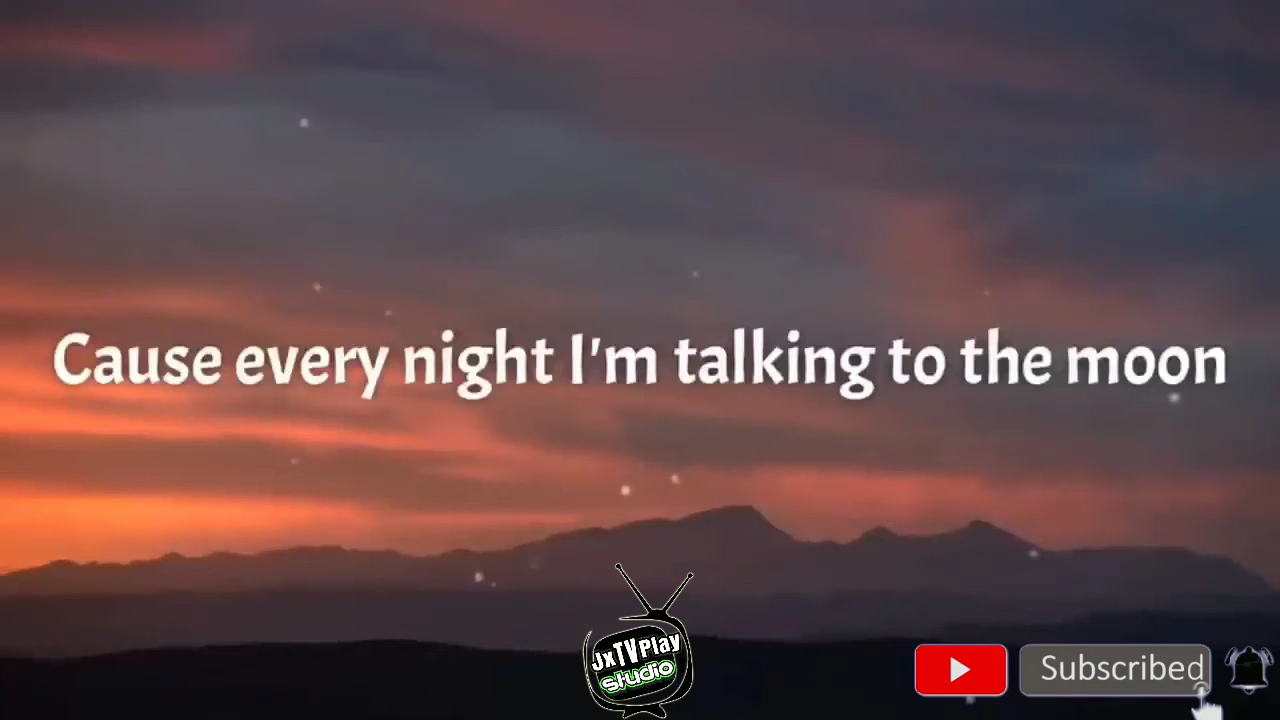 Cause every night I'm talking to the moon
JxTVPlay
studio
Subscribed